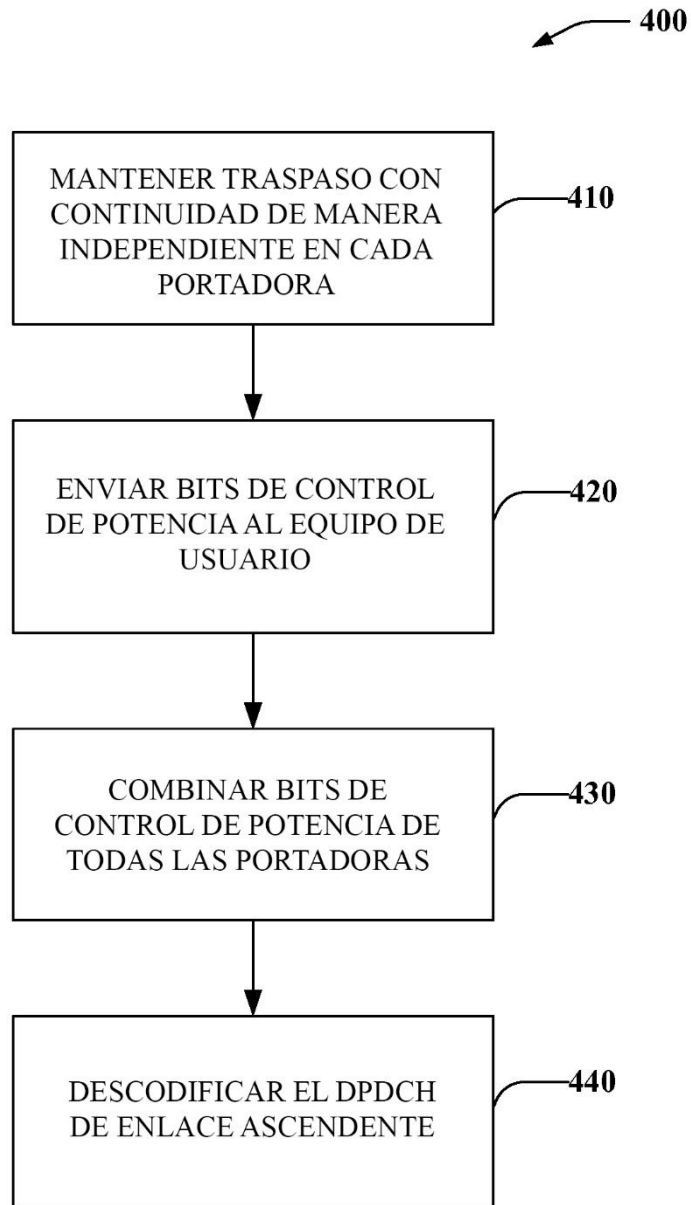 400
MANTENER TRASPASO CON
CONTINUIDAD DE MANERA
INDEPENDIENTE EN CADA
PORTADORA
410
ENVIAR BITS DE CONTROL
DE POTENCIA AL EQUIPO DE
USUARIO
420
COMBINAR BITS DE
CONTROL DE POTENCIA DE
TODAS LAS PORTADORAS
430
DESCODIFICAR EL DPDCH
DE ENLACE ASCENDENTE
440